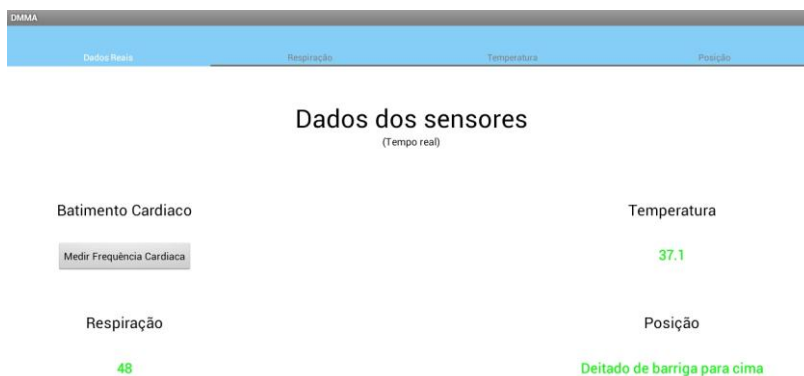 DMMA
Dados Reais Respiração Temperatura Posição
Dados dos sensores
(Tempo real)
Batimento Cardiaco Temperatura
Medir Frequência Cardiaca 37.1
Respiração Posição
48 Deitado de barriga para cima